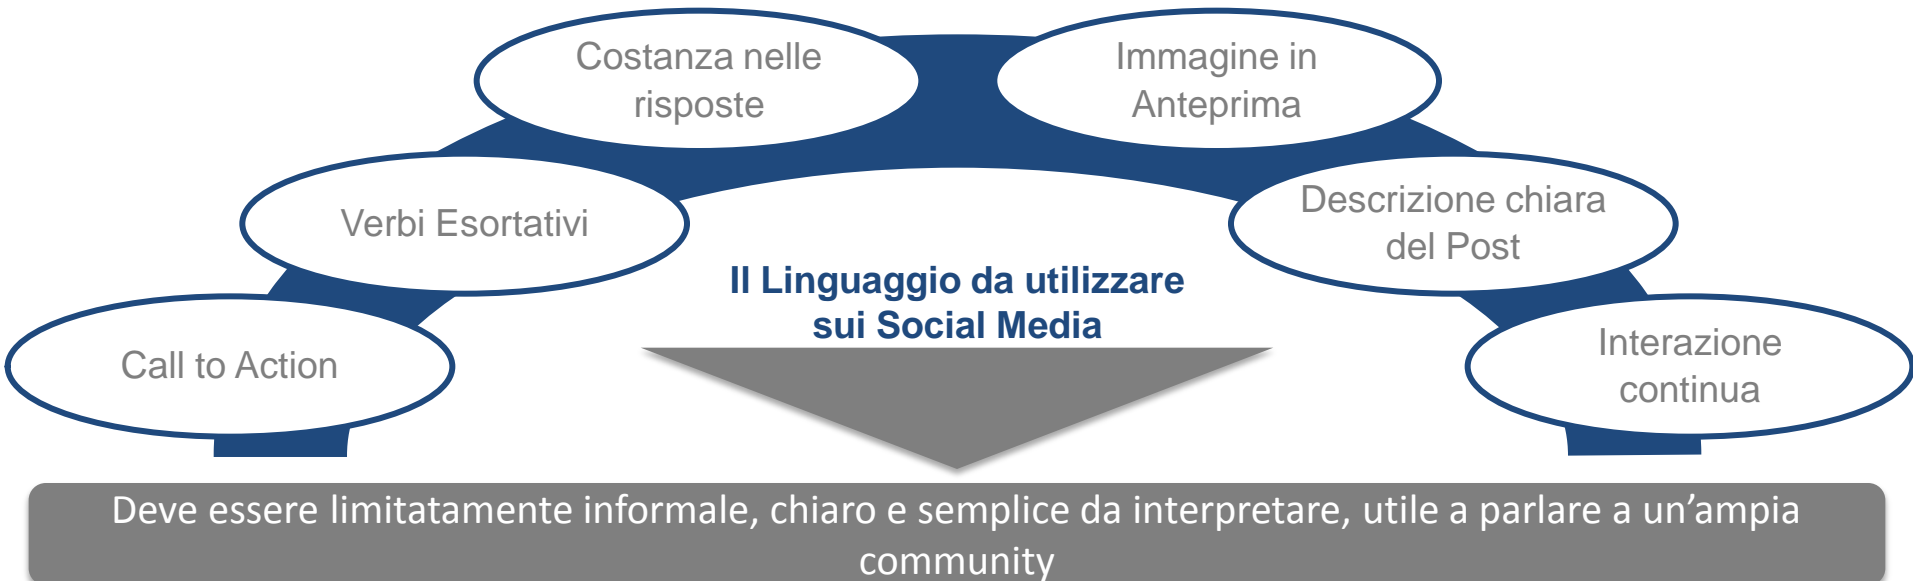 Costanza nelle
risposte
Immagine in
Anteprima
Verbi Esortativi
Descrizione chiara
del Post
Il Linguaggio da utilizzare
sui Social Media
Call to Action
Interazione
continua
Deve essere limitatamente informale, chiaro e semplice da interpretare, utile a parlare a un’ampia
community